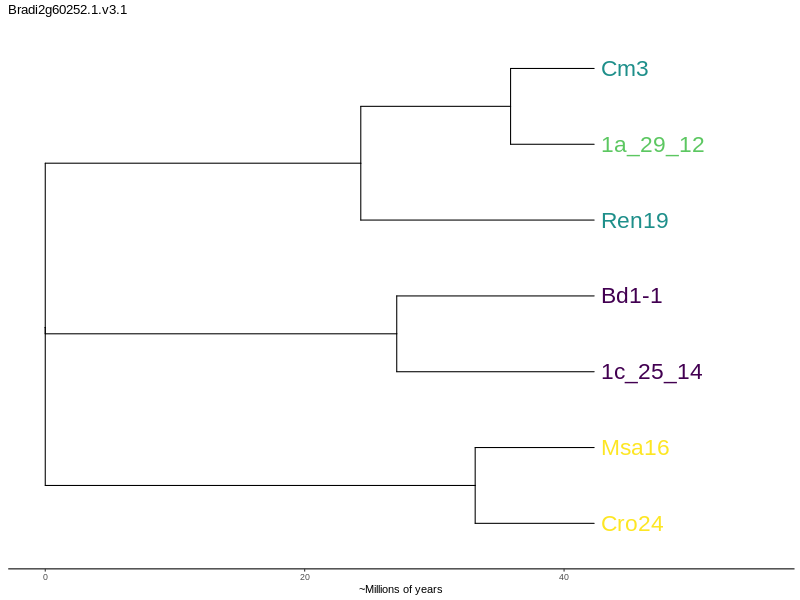 Bradi2g60252.1.v3.1
Cm3
1a_29_12
Ren19
Bd1-1
1c_25_14
Msa16
Cro24
0 20 40
~Millions of years